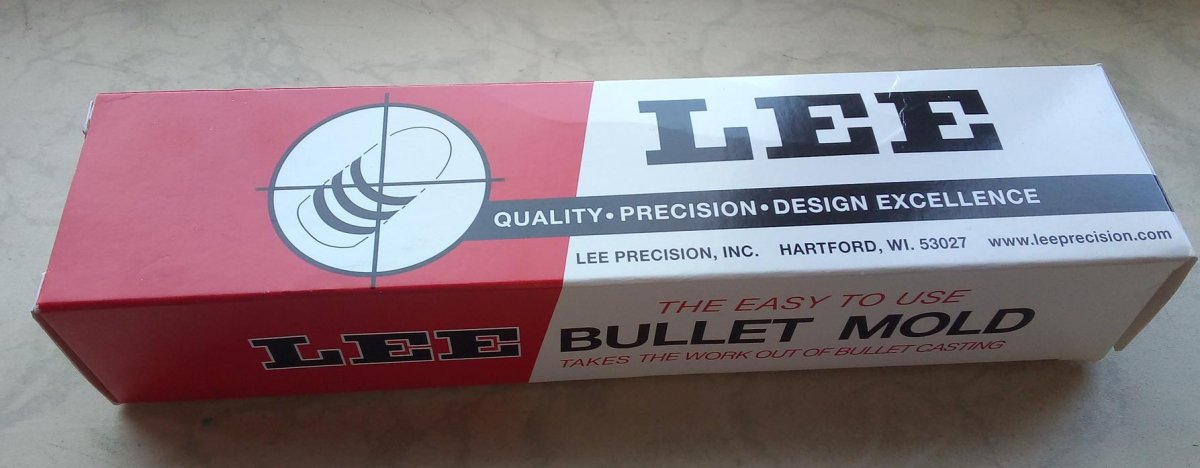 LEE
QUALITY • PRECISION • DESIGN EXCELLENCE
LEE PRECISION, INC. HARTFORD, WI. 53027 www.leeprecision.com
THE EASY TO USE
LEE BULLET MOLD
TAKES THE WORK OUT OF BULLET CASTING